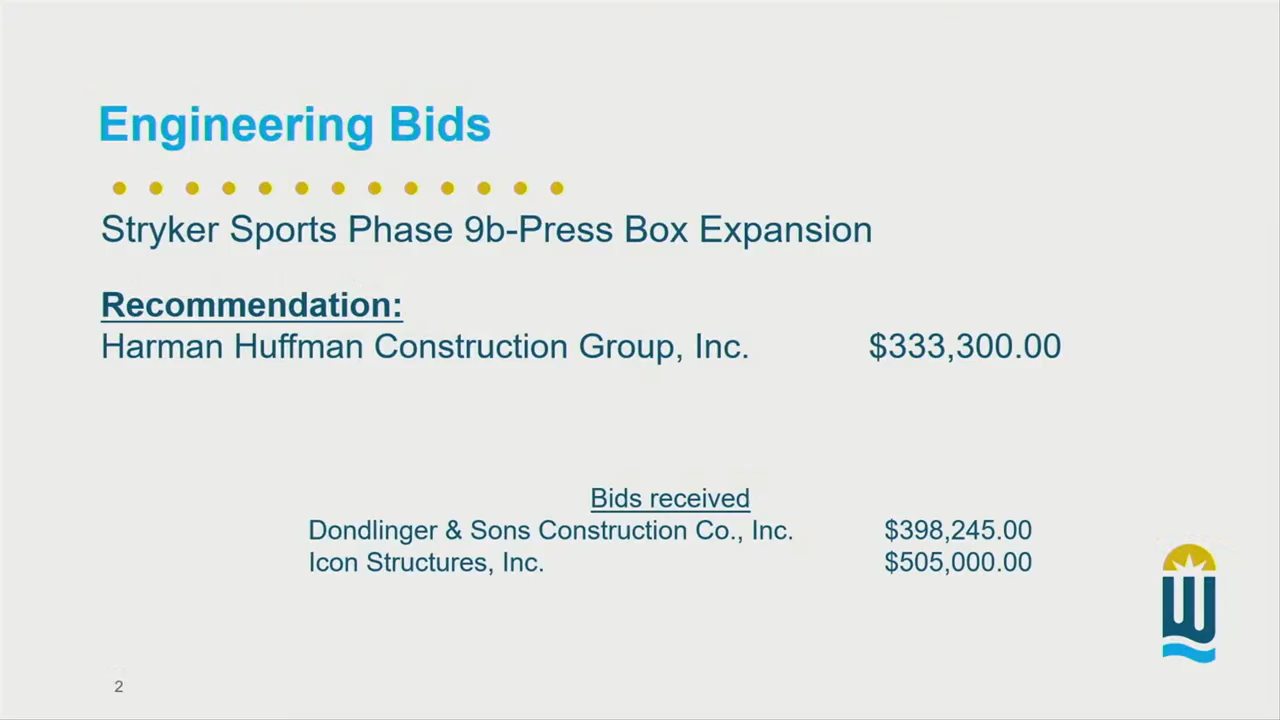 Engineering Bids
Stryker Sports Phase 9b-Press Box Expansion
Recommendation:
Harman Huffman Construction Group, Inc. $333,300.00
Bids received
Dondlinger & Sons Construction Co., Inc. $398,245.00
Icon Structures, Inc. $505,000.00
2